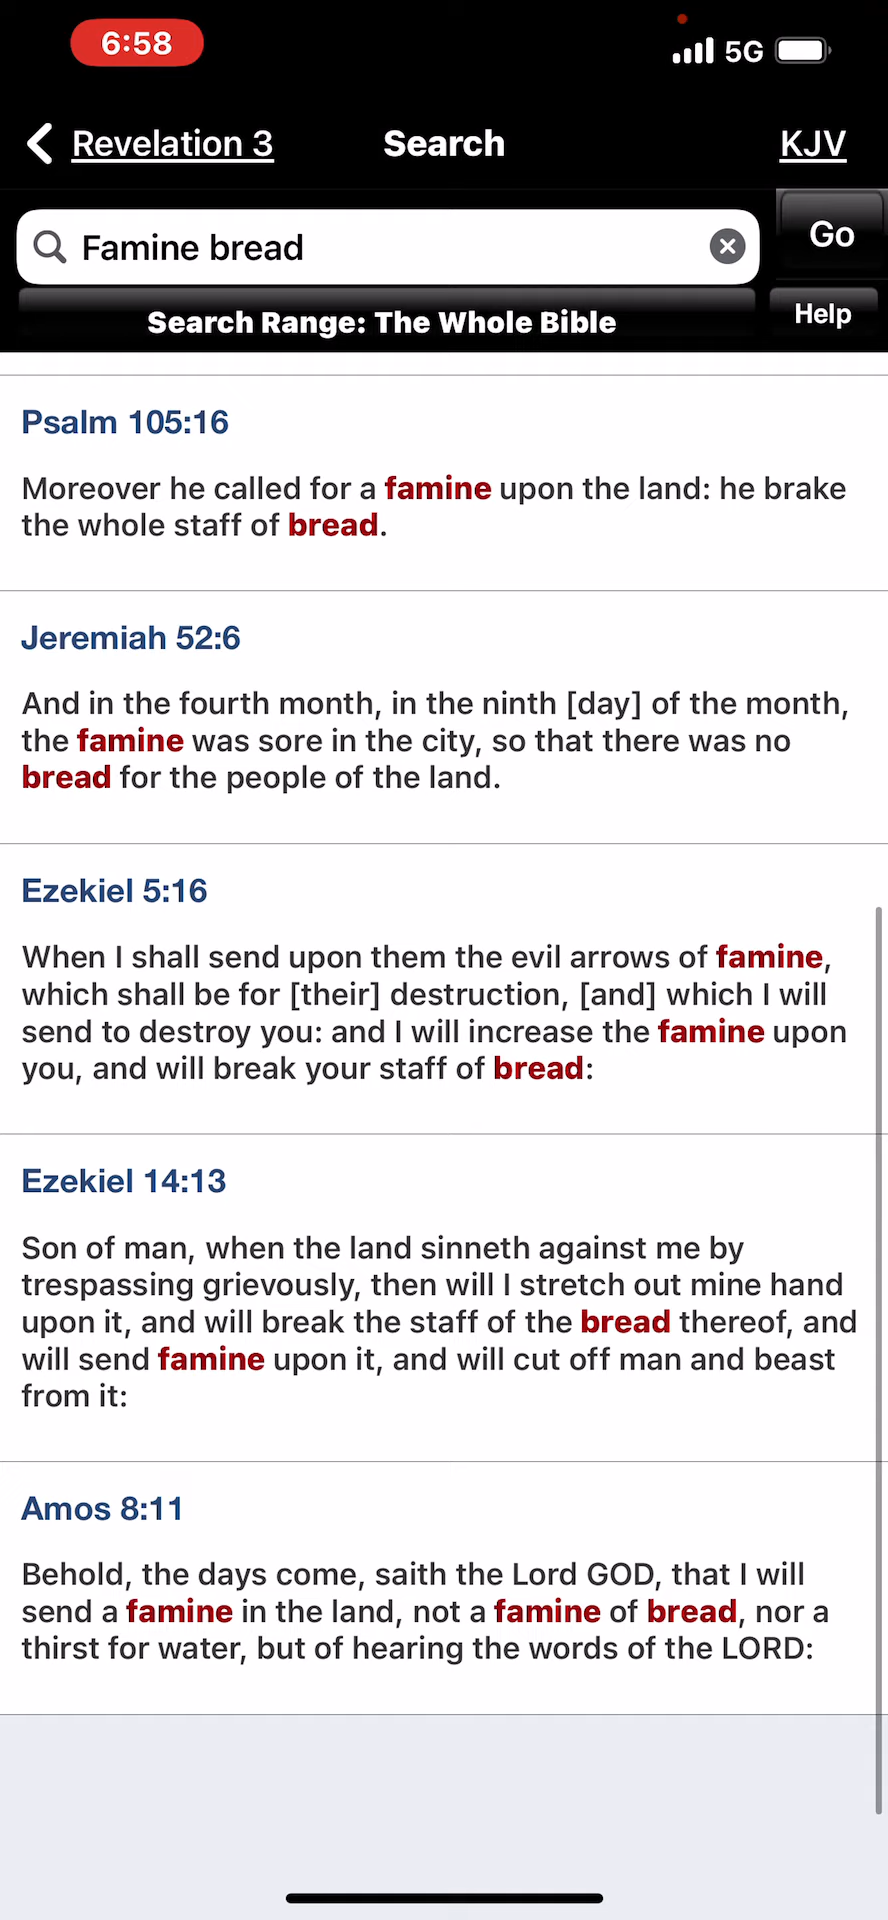 6:58
5G
Revelation 3
Search
KJV
Famine bread
Go
Search Range: The Whole Bible
Help
Psalm 105:16
Moreover he called for a famine upon the land: he brake
the whole staff of bread.
Jeremiah 52:6
And in the fourth month, in the ninth [day] of the month,
the famine was sore in the city, so that there was no
bread for the people of the land.
Ezekiel 5:16
When I shall send upon them the evil arrows of famine,
which shall be for [their] destruction, [and] which I will
send to destroy you: and I will increase the famine upon
you, and will break your staff of bread:
Ezekiel 14:13
Son of man, when the land sinneth against me by
trespassing grievously, then will I stretch out mine hand
upon it, and will break the staff of the bread thereof, and
will send famine upon it, and will cut off man and beast
from it:
Amos 8:11
Behold, the days come, saith the Lord GOD, that I will
send a famine in the land, not a famine of bread, nor a
thirst for water, but of hearing the words of the LORD: